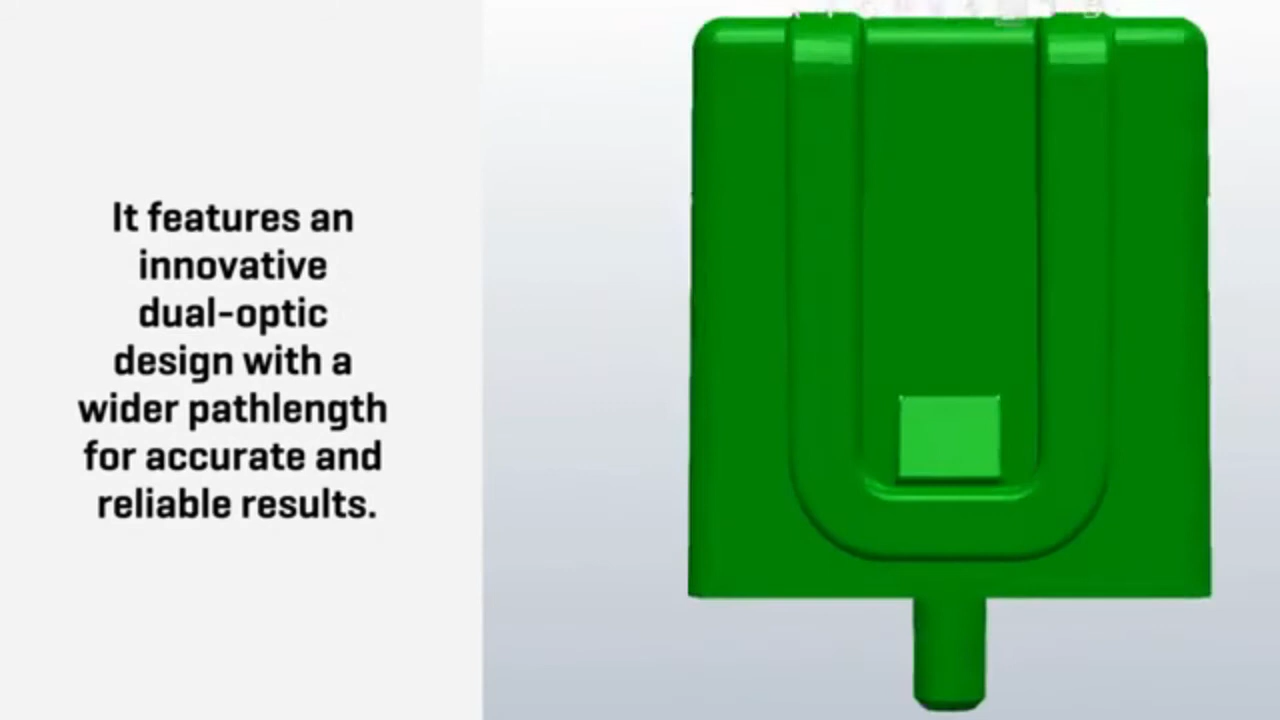 It features an
innovative
dual-optic
design with a
wider pathlength
for accurate and
reliable results.